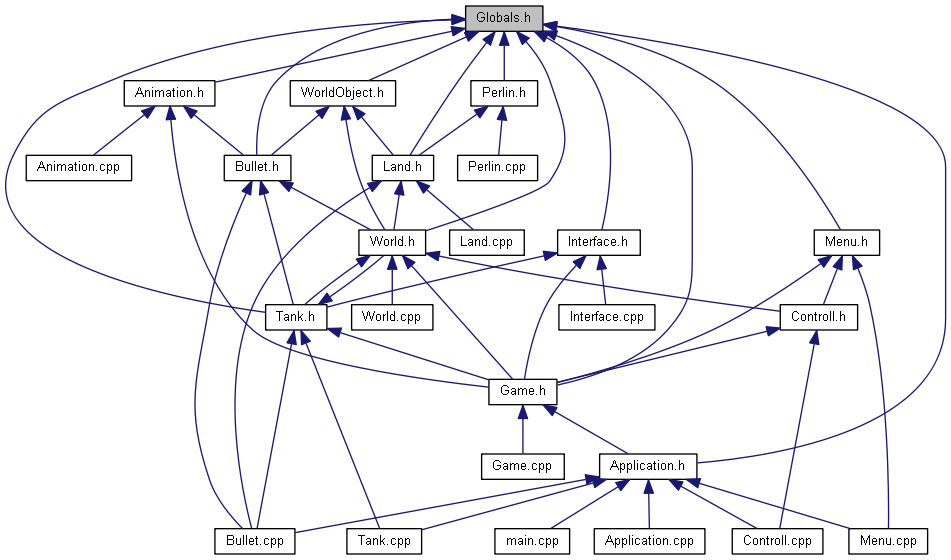 Globals.h
Animation.h
WorldObject.h
Perlin.h
Animation.cpp
Bullet.h
Land.h
Perlin.cpp
World.h
Land.cpp
Interface.h
Menu.h
Tank.h
World.cpp
Interface.cpp
Controll.h
Game.h
Game.cpp
Application.h
Bullet.cpp
Tank.cpp
main.cpp
Application.cpp
Controll.cpp
Menu.cpp